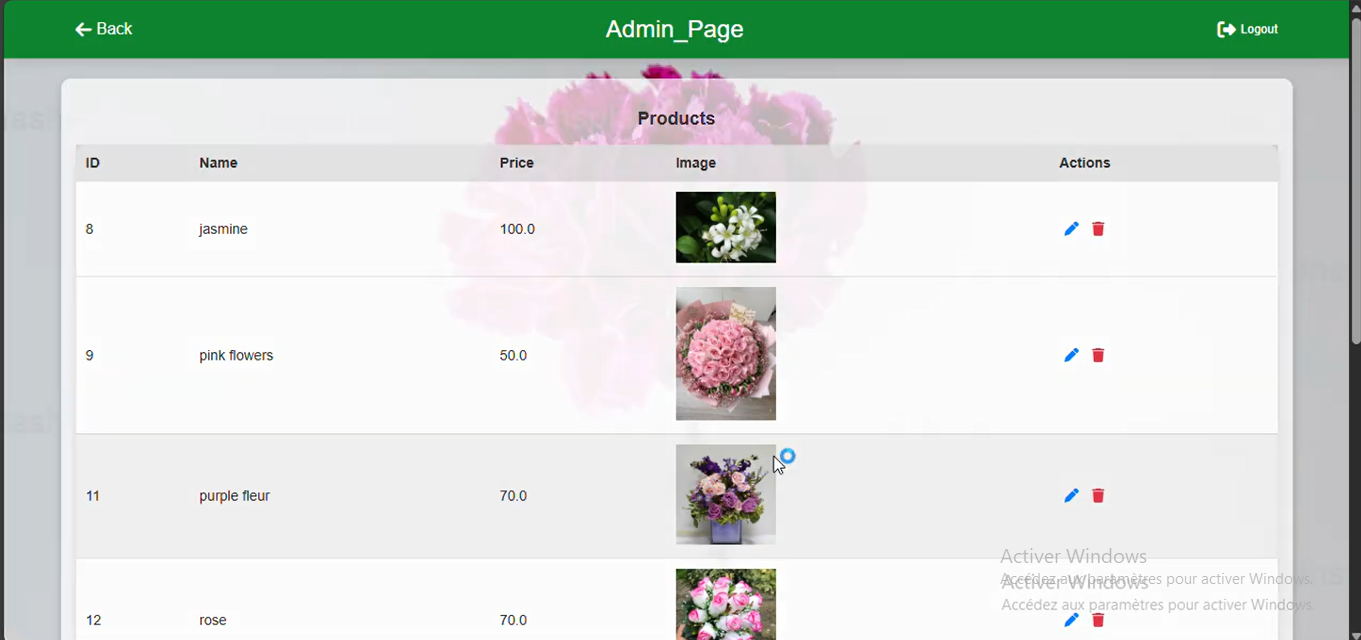 Back
Admin_Page
Logout
Products
ID Name Price Image Actions
8 jasmine 100.0
9 pink flowers 50.0
11 purple fleur 70.0
12 rose 70.0
Activer Windows
Accédez aux paramètres pour activer Windows.
Activer Windows
Accédez aux paramètres pour activer Windows.